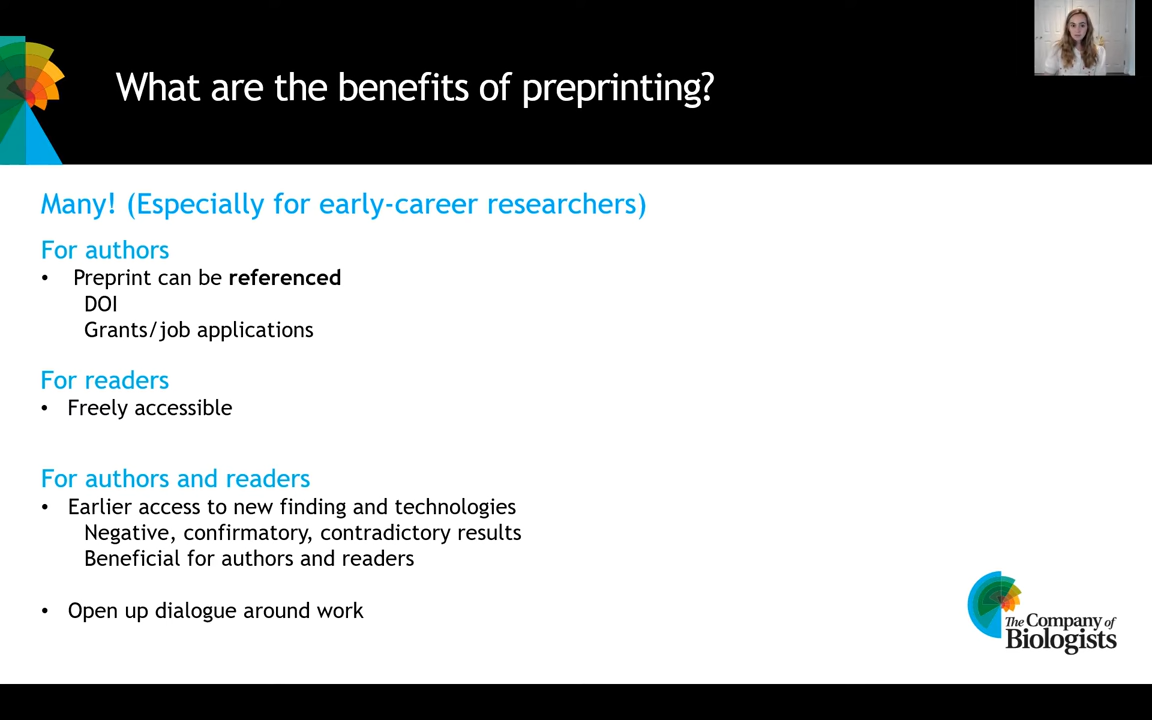 What are the benefits of preprinting?
Many! (Especially for early-career researchers)
For authors
• Preprint can be referenced
DOI
Grants/job applications
For readers
• Freely accessible
For authors and readers
• Earlier access to new finding and technologies
Negative, confirmatory, contradictory results
Beneficial for authors and readers
• Open up dialogue around work
The Company of
Biologists